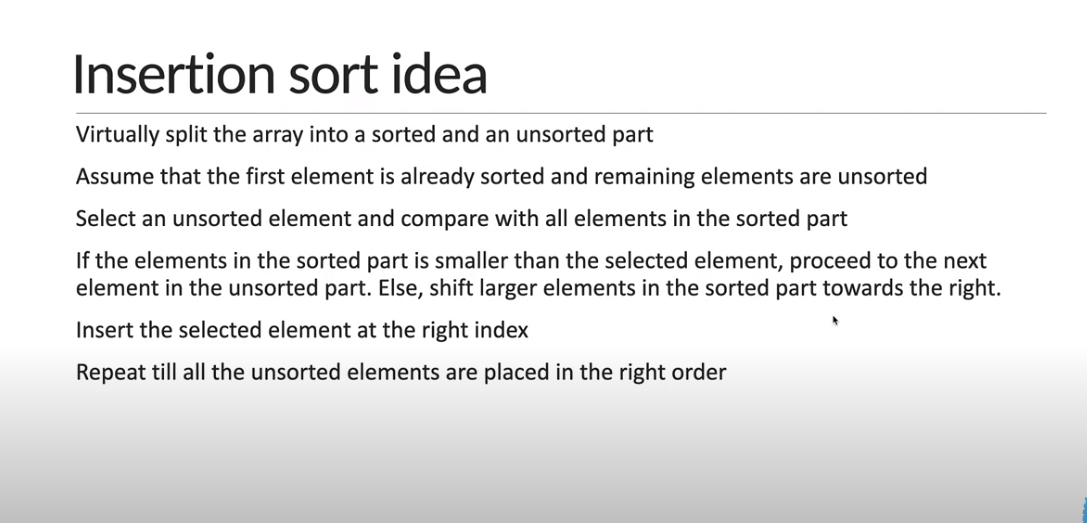 Insertion sort idea
Virtually split the array into a sorted and an unsorted part
Assume that the first element is already sorted and remaining elements are unsorted
Select an unsorted element and compare with all elements in the sorted part
If the elements in the sorted part is smaller than the selected element, proceed to the next
element in the unsorted part. Else, shift larger elements in the sorted part towards the right.
Insert the selected element at the right index
Repeat till all the unsorted elements are placed in the right order